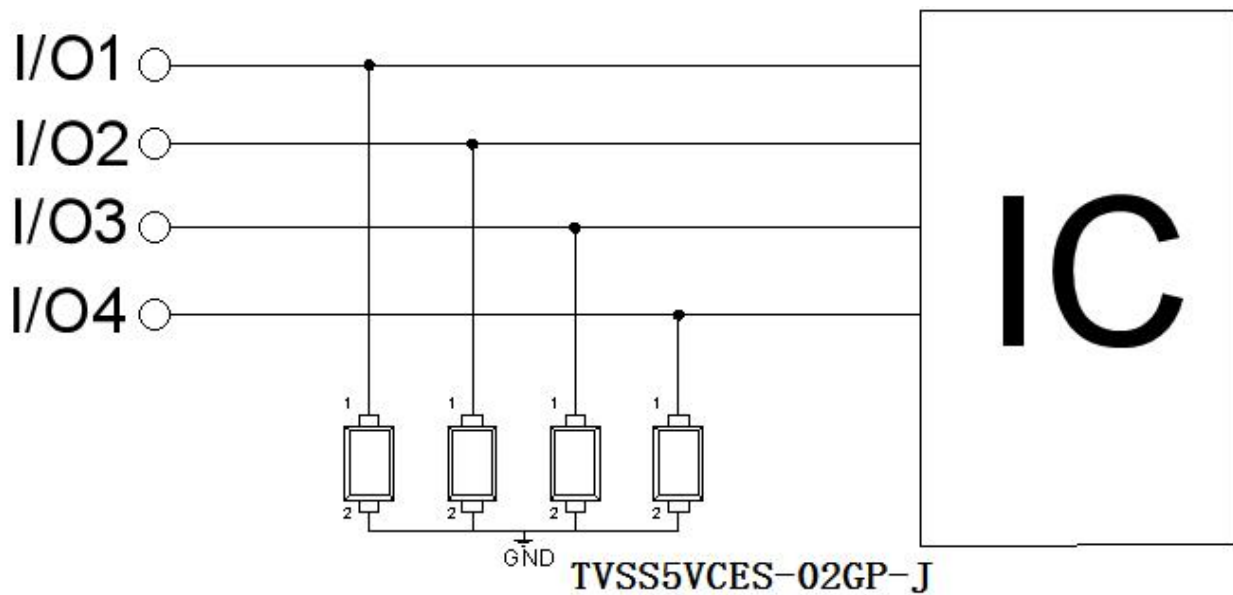 I/O1
I/O2
I/O3
I/O4
IC
1 1 1 1
2 2 2 2
GND
TVSS5VCES-02GP-J